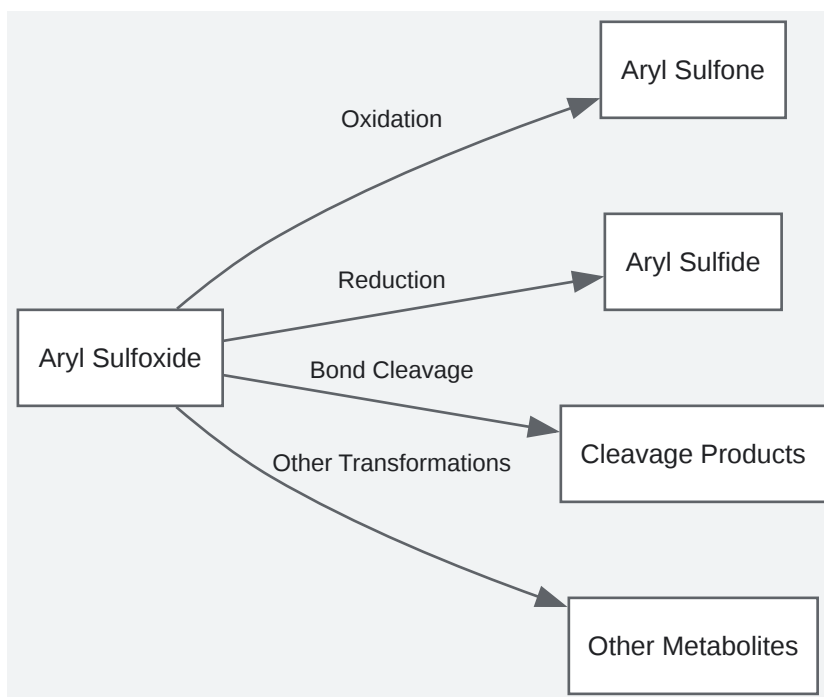 Aryl Sulfone
Oxidation
Aryl Sulfide
Reduction
Aryl Sulfoxide
Bond Cleavage
Cleavage Products
Other Transformations
Other Metabolites